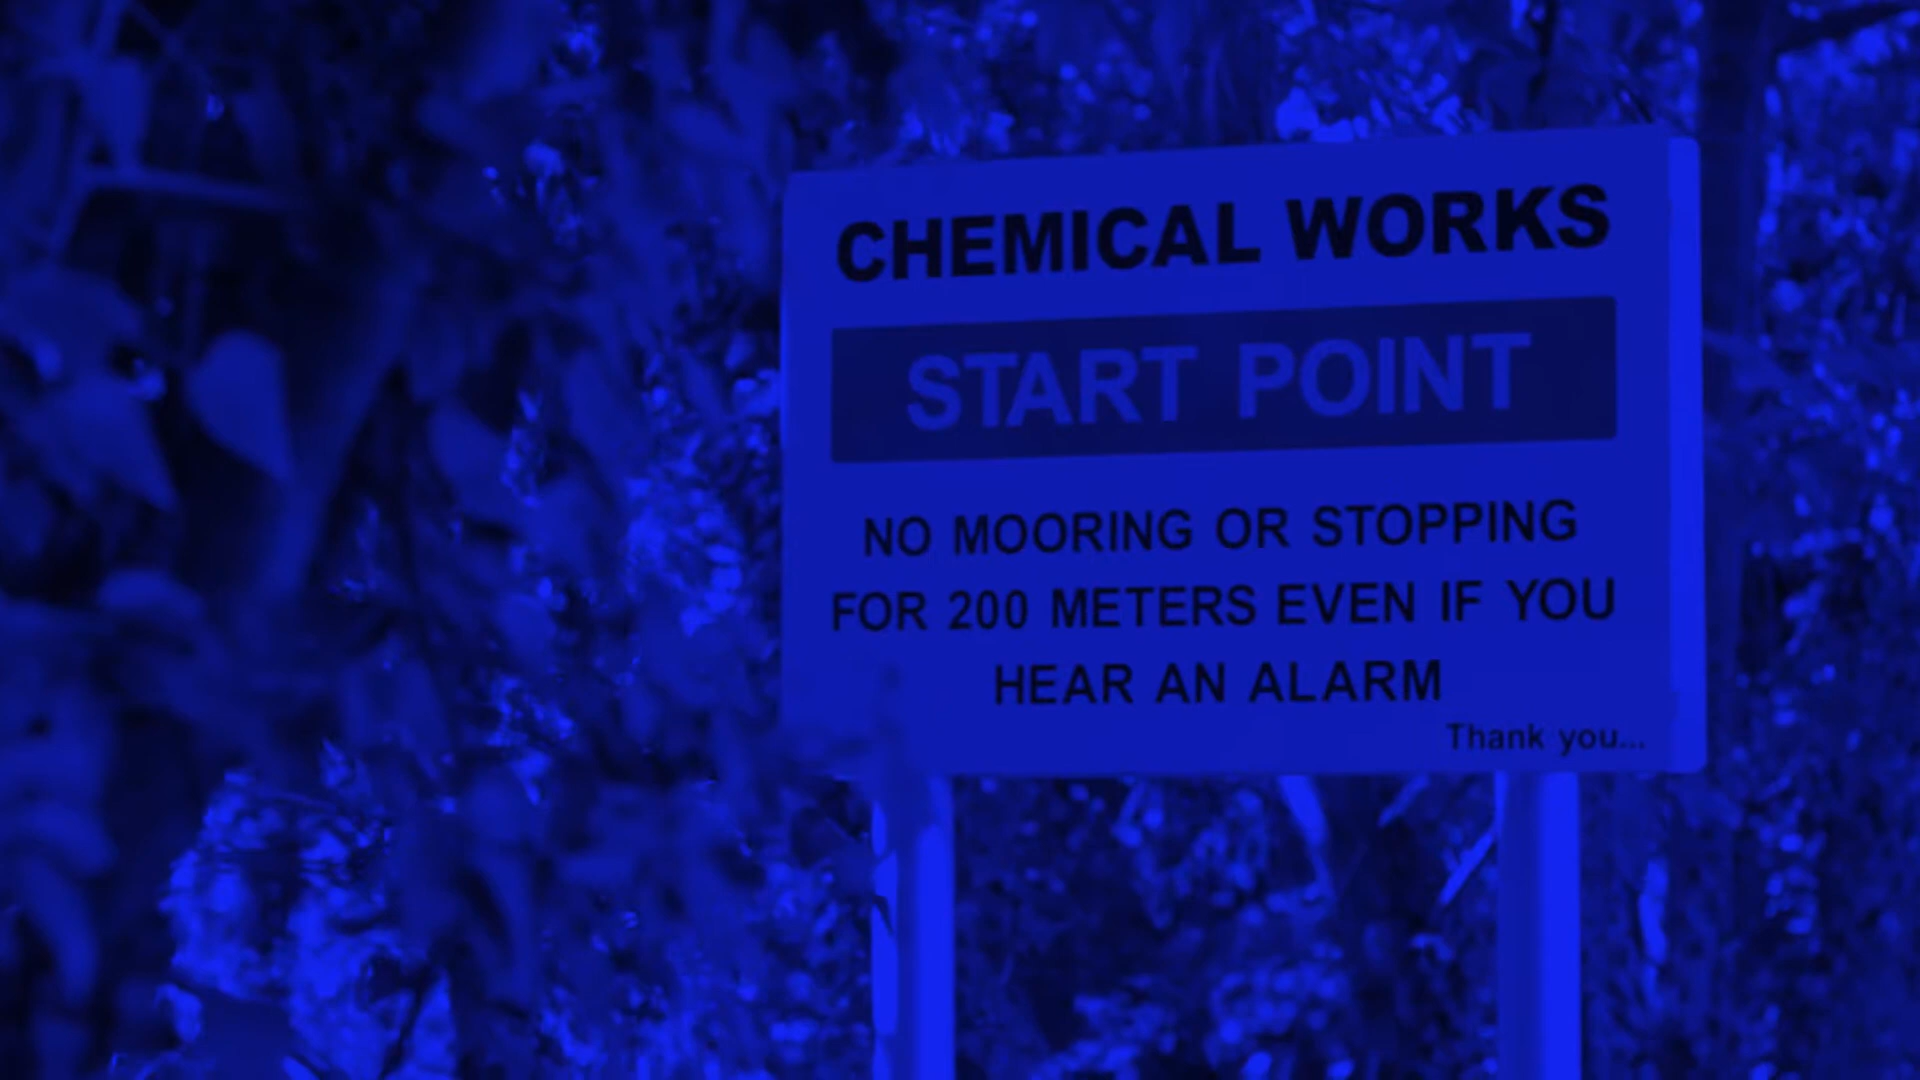 CHEMICAL WORKS
START POINT
NO MOORING OR STOPPING
FOR 200 METERS EVEN IF YOU
HEAR AN ALARM
Thank you...